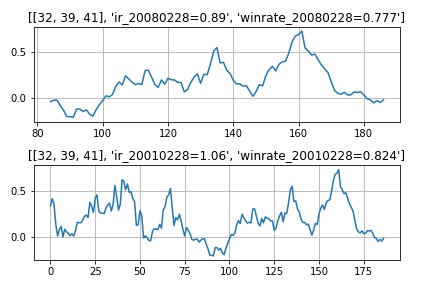 [[32, 39, 41], 'ir_20080228=0.89', 'winrate_20080228=0.777']
0.5
0.0
80 100 120 140 160 180
[[32, 39, 41], 'ir_20010228=1.06', 'winrate_20010228=0.824']
0.5
0.0
0 25 50 75 100 125 150 175